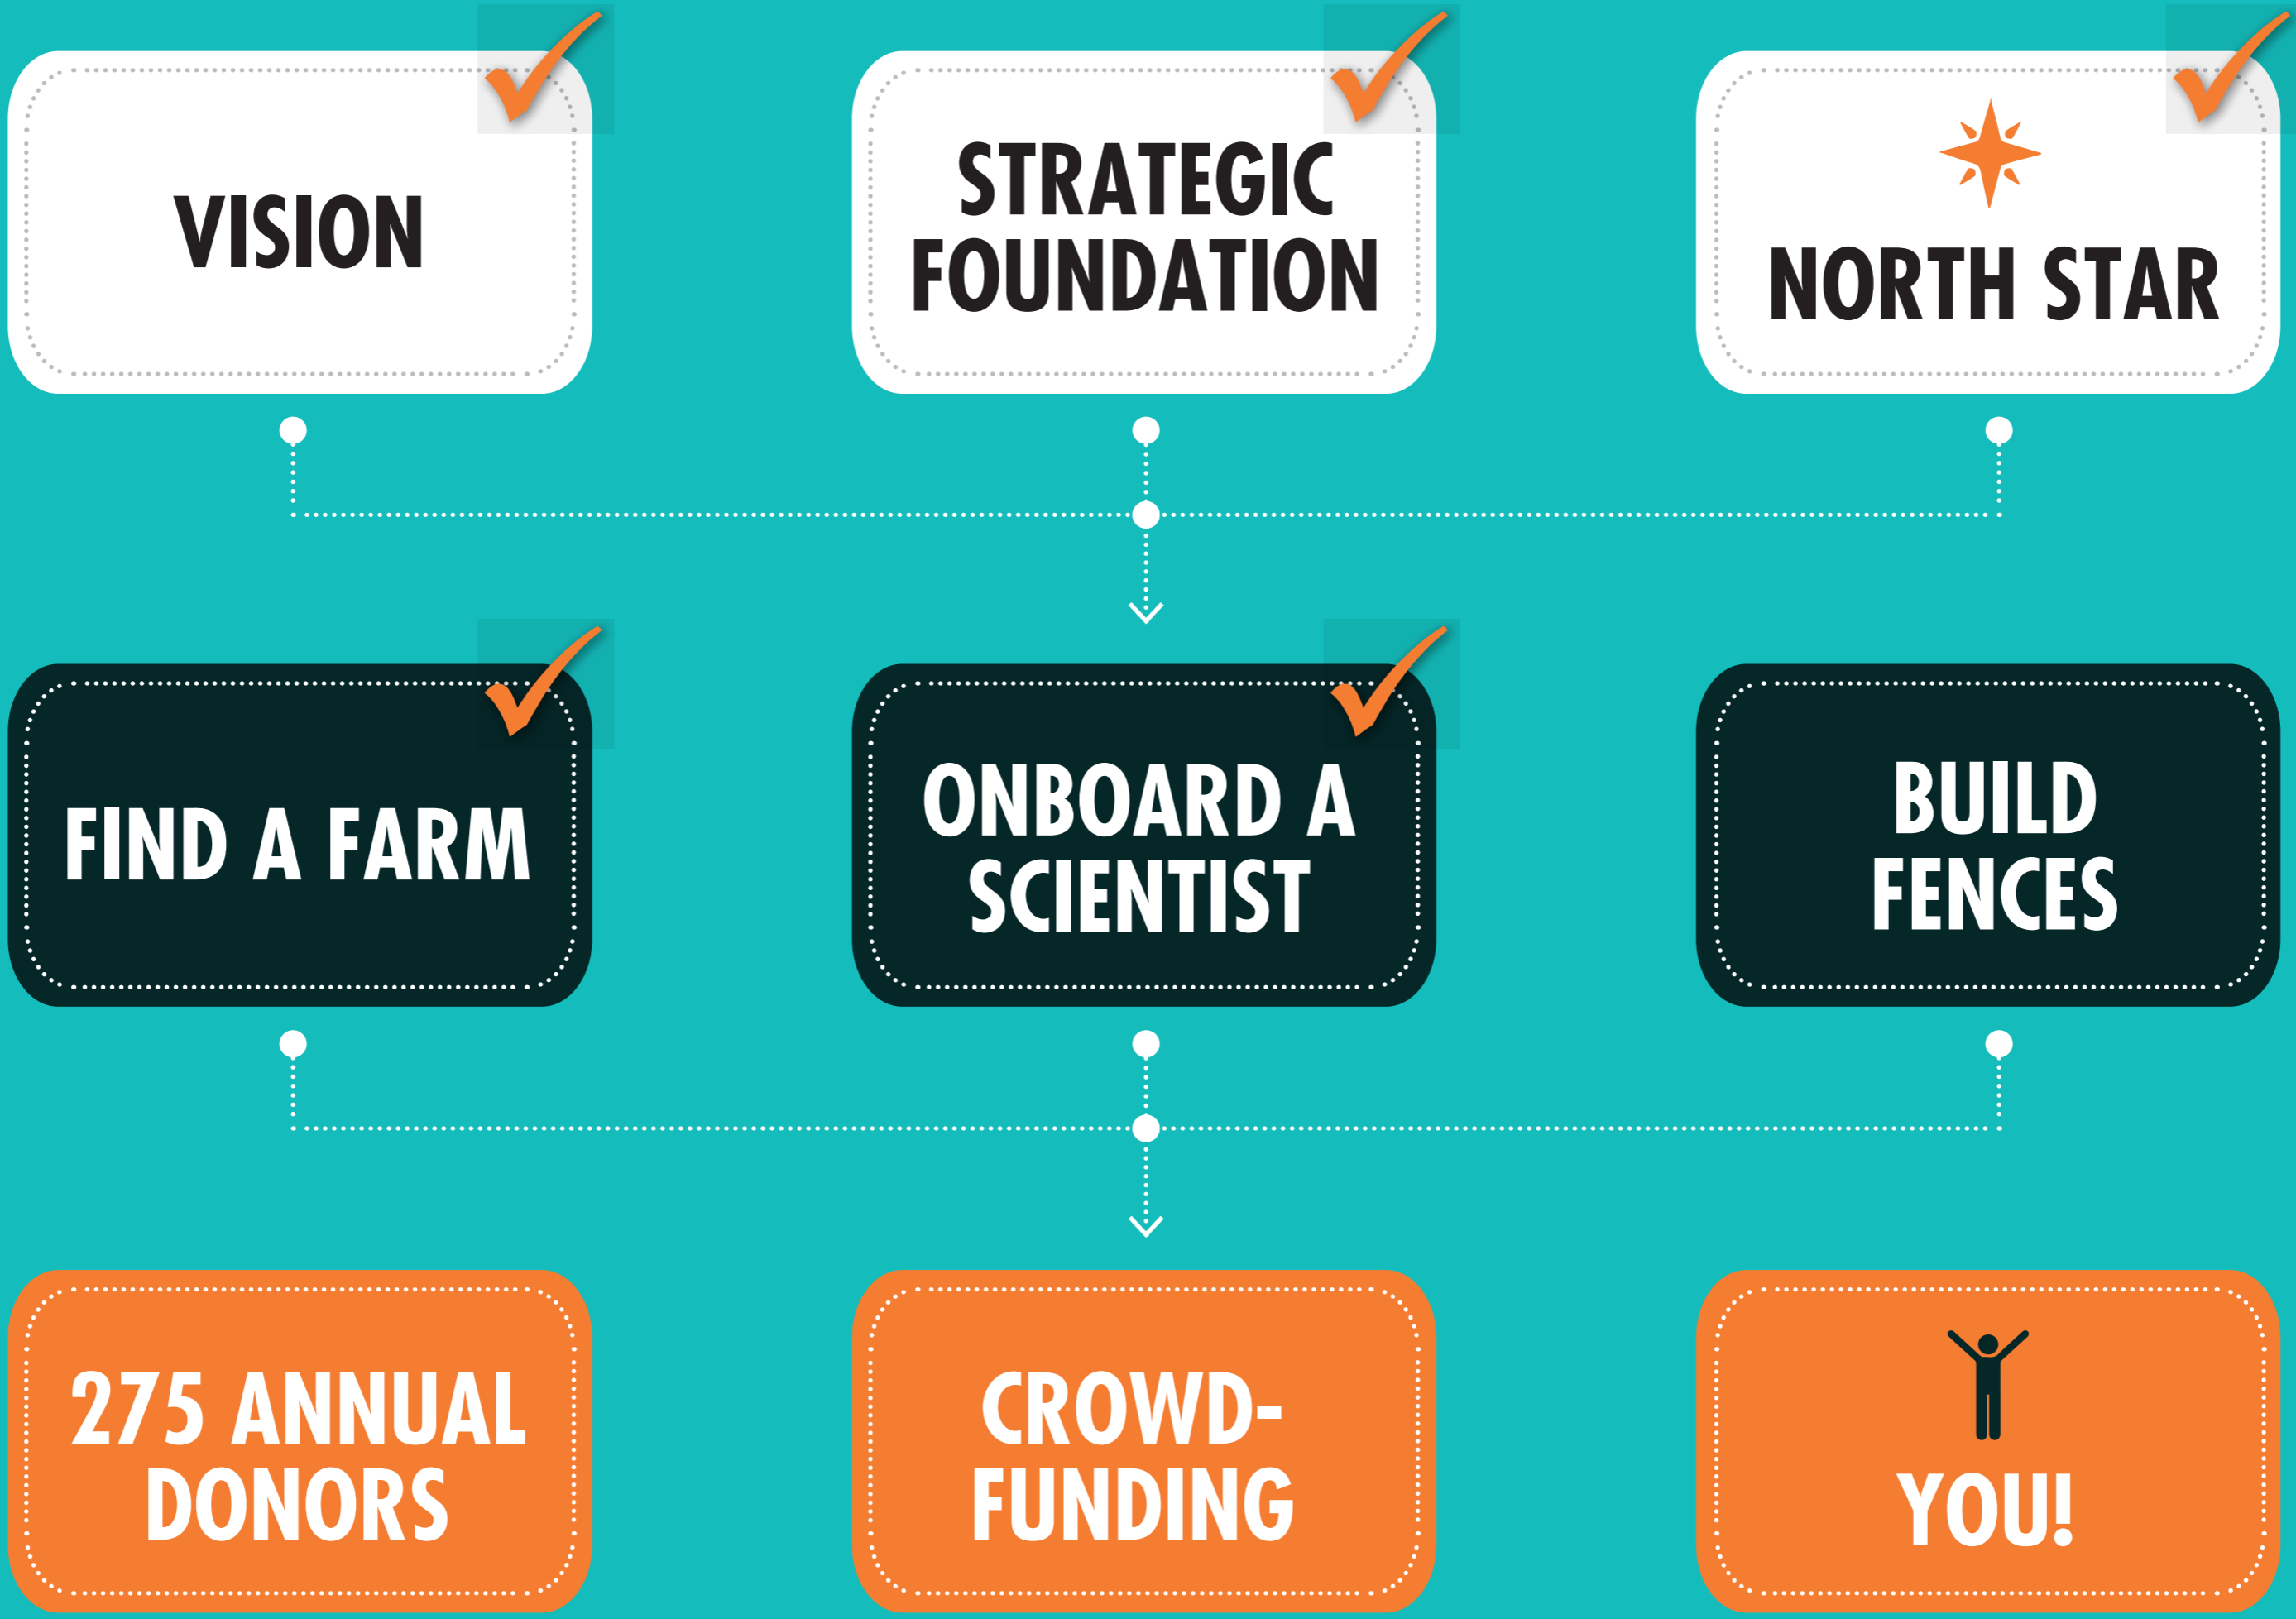 VISION
STRATEGIC
FOUNDATION
NORTH STAR
FIND A FARM
ONBOARD A
SCIENTIST
BUILD
FENCES
275 ANNUAL
DONORS
CROWD-
FUNDING
YOU!